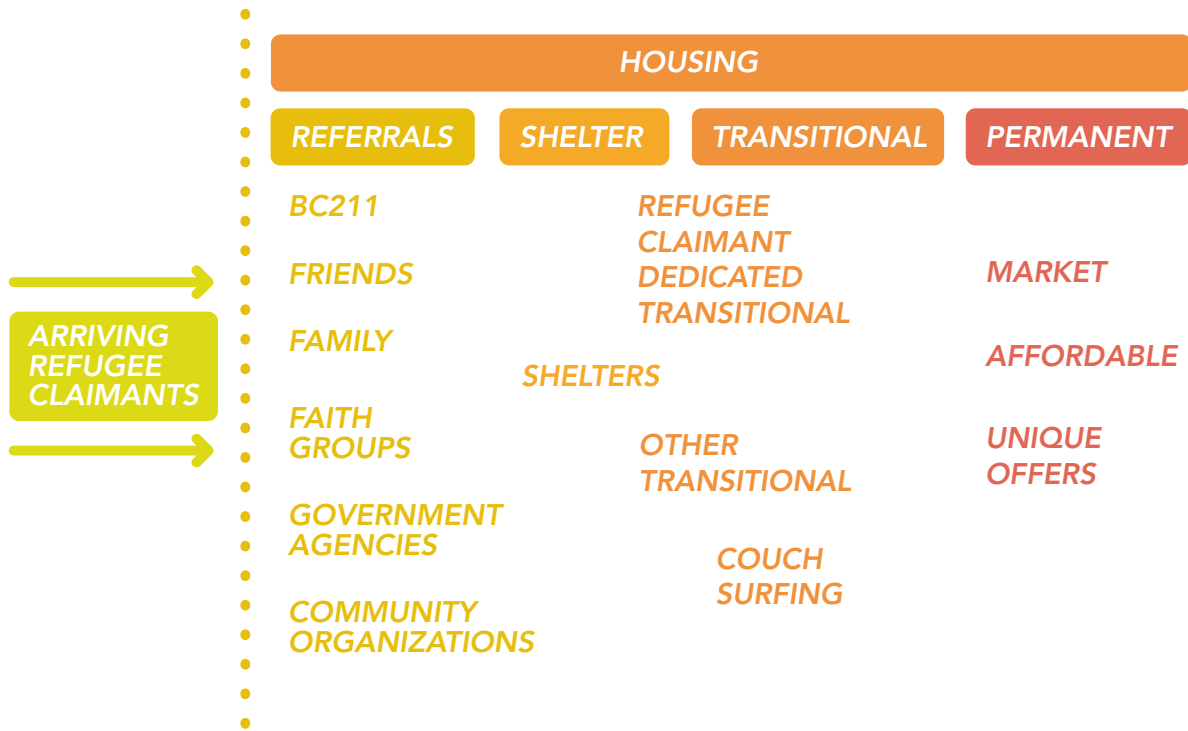 HOUSING
REFERRALS
SHELTER
TRANSITIONAL
PERMANENT
ARRIVING
REFUGEE
CLAIMANTS
BC211
FRIENDS
FAMILY
FAITH
GROUPS
GOVERNMENT
AGENCIES
COMMUNITY
ORGANIZATIONS
SHELTERS
REFUGEE
CLAIMANT
DEDICATED
TRANSITIONAL
OTHER
TRANSITIONAL
COUCH
SURFING
MARKET
AFFORDABLE
UNIQUE
OFFERS